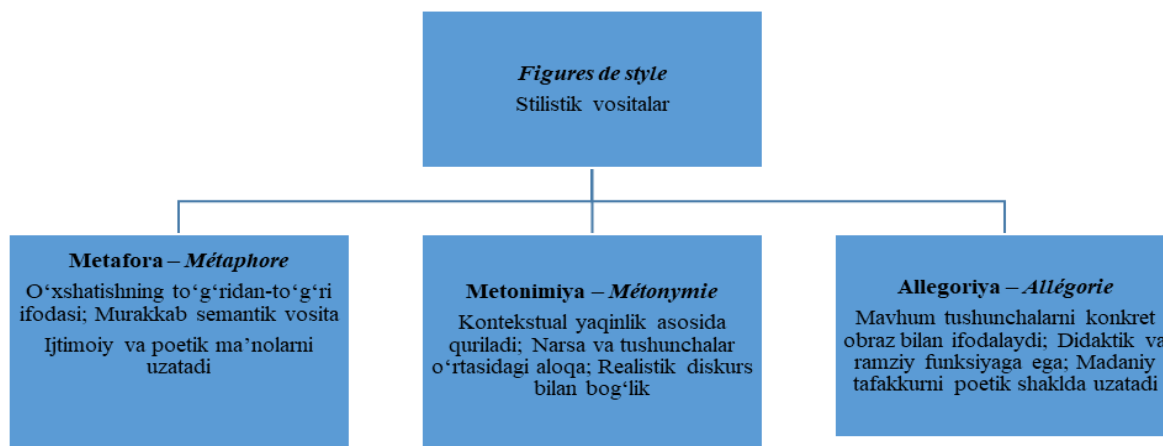 Figures de style
Stilistik vositalar
Metafora – Métaphore
O‘xshatishning to‘g‘ridan-to‘g‘ri
ifodasi; Murakkab semantik vosita
Ijtimoiy va poetik ma’nolarni
uzatadi
Metonimiya – Métonymie
Kontekstual yaqinlik asosida
quriladi; Narsa va tushunchalar
o‘rtasidagi aloqa; Realistik diskurs
bilan bog‘lik
Allegoriya – Allégorie
Mavhum tushunchalarni konkret
obraz bilan ifodalaydi; Didaktik va
ramziy funksiyaga ega; Madaniy
tafakkurni poetik shaklda uzatadi